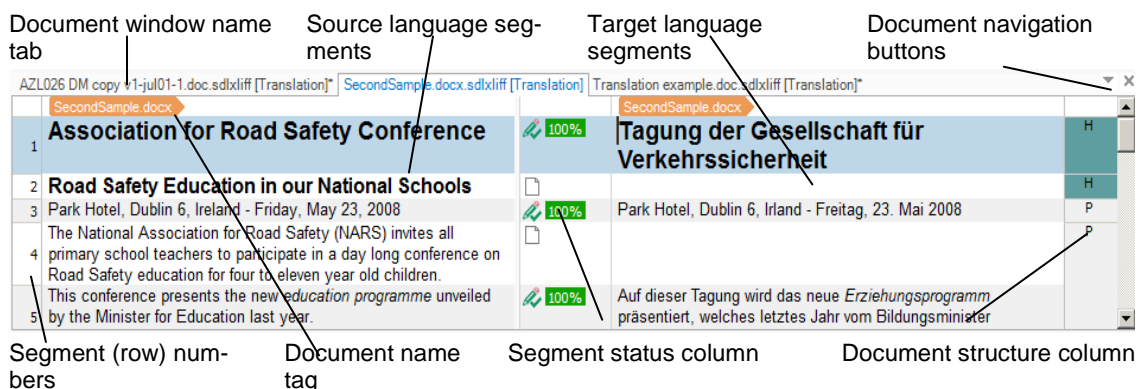 Document window name tab
Source language seg-ments
Target language segments
Document navigation buttons
AZL026 DM copy v1-jul01-1.doc.sdlxliff [Translation]* SecondSample.docx.sdlxliff [Translation] Translation example.doc.sdlxliff [Translation]*
SecondSample.docx SecondSample.docx
1 Association for Road Safety Conference 100% Tagung der Gesellschaft für Verkehrssicherheit H
2 Road Safety Education in our National Schools H
3 Park Hotel, Dublin 6, Ireland - Friday, May 23, 2008 100% Park Hotel, Dublin 6, Irland - Freitag, 23. Mai 2008 P
The National Association for Road Safety (NARS) invites all P
4 primary school teachers to participate in a day long conference on
Road Safety education for four to eleven year old children.
This conference presents the new education programme unveiled 100% Auf dieser Tagung wird das neue Erziehungsprogramm
5 by the Minister for Education last year. präsentiert, welches letztes Jahr vom Bildungsminister
Segment (row) num-bers
Document name tag
Segment status column
Document structure column